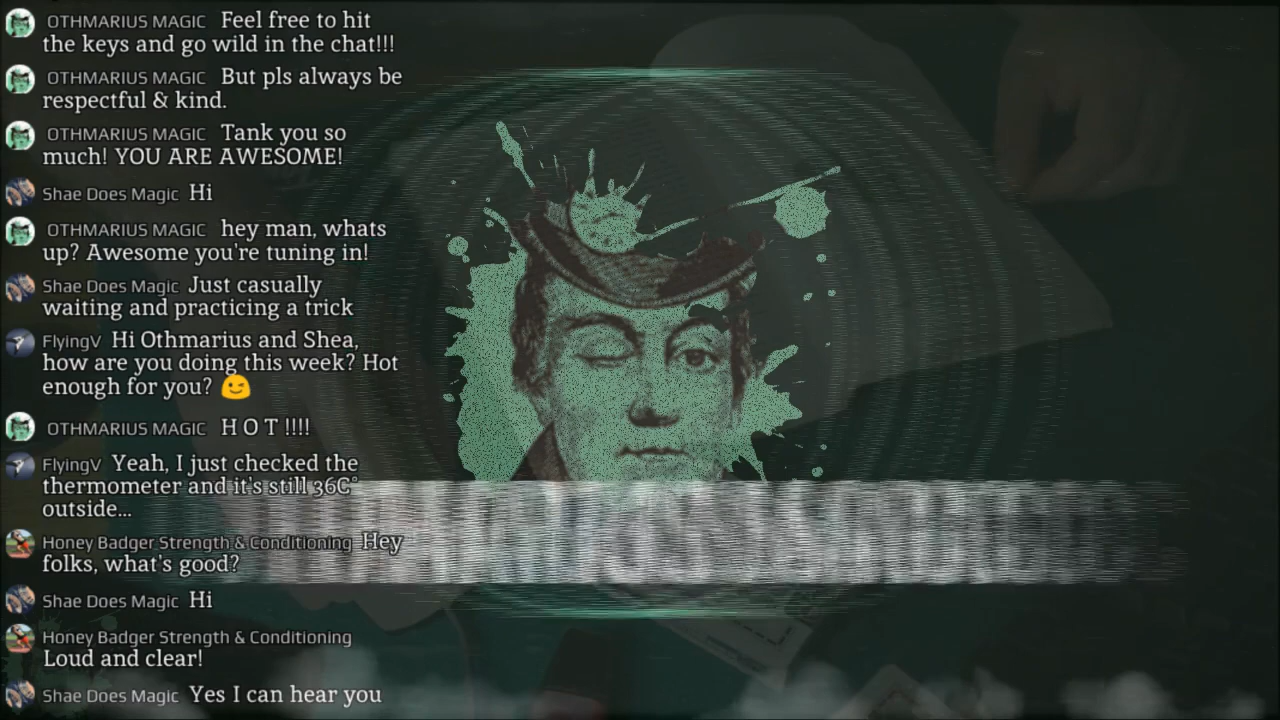 OTHMARIUS MAGIC Feel free to hit
the keys and go wild in the chat!!!
OTHMARIUS MAGIC But pls always be
respectful & kind.
OTHMARIUS MAGIC Tank you so
much! YOU ARE AWESOME!
Shae Does Magic Hi
OTHMARIUS MAGIC hey man, whats
up? Awesome you're tuning in!
Shae Does Magic Just casually
waiting and practicing a trick
FlyingV Hi Othmarius and Shea,
how are you doing this week? Hot
enough for you? 😉
OTHMARIUS MAGIC H O T !!!!
FlyingV Yeah, I just checked the
thermometer and it's still 36C°
outside...
Honey Badger Strength & Conditioning Hey
folks, what's good?
Shae Does Magic Hi
Honey Badger Strength & Conditioning
Loud and clear!
Shae Does Magic Yes I can hear you